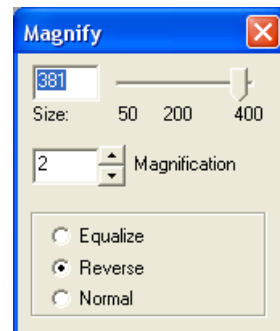 Magnify
381
Size: 50 200 400
2 Magnification
Equalize
Reverse
Normal